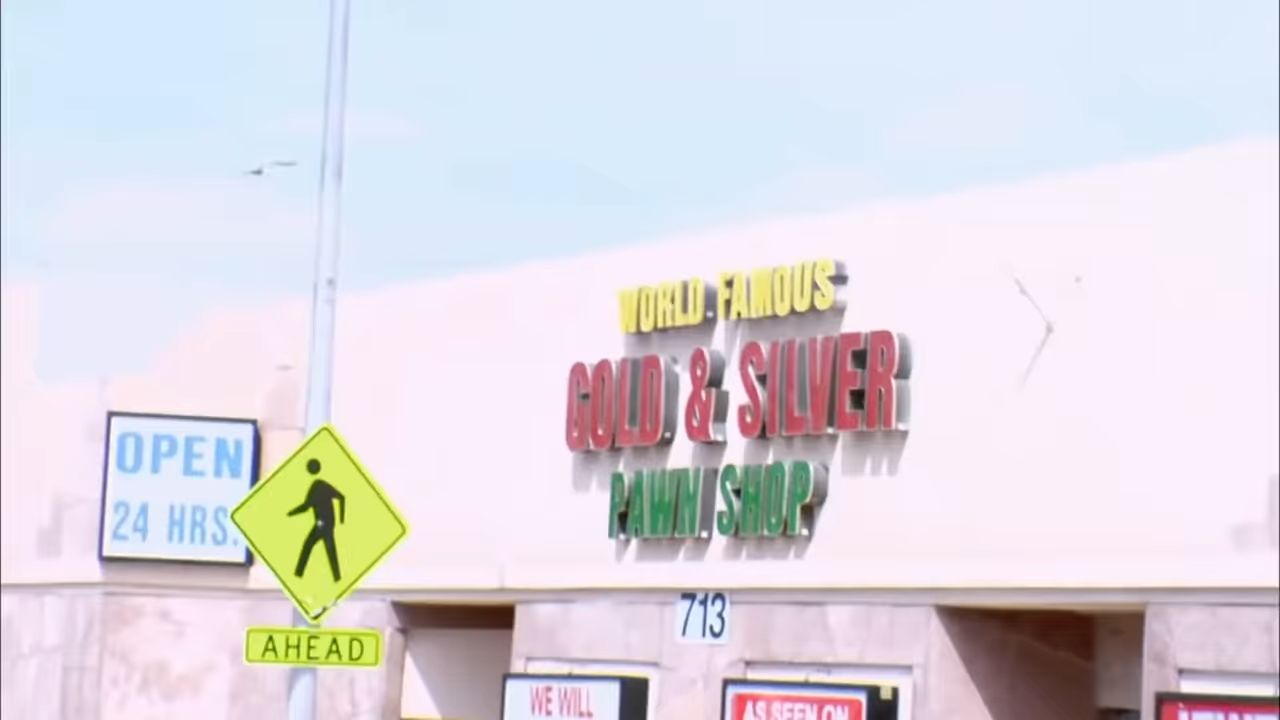 WORLD FAMOUS
GOLD & SILVER
PAWN SHOP
OPEN
24 HRS.
AHEAD
713
WE WILL
AS SEEN ON